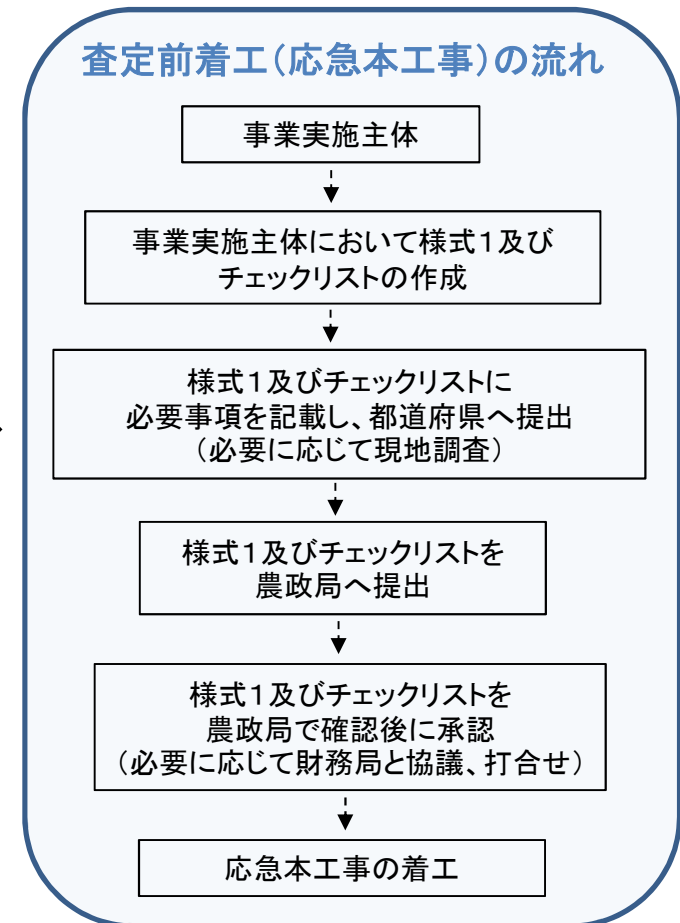 査定前着工(応急本工事)の流れ
事業実施主体
事業実施主体において様式1及び
チェックリストの作成
様式1及びチェックリストに
必要事項を記載し、都道府県へ提出
(必要に応じて現地調査)
様式1及びチェックリストを
農政局へ提出
様式1及びチェックリストを
農政局で確認後に承認
(必要に応じて財務局と協議、打合せ)
応急本工事の着工